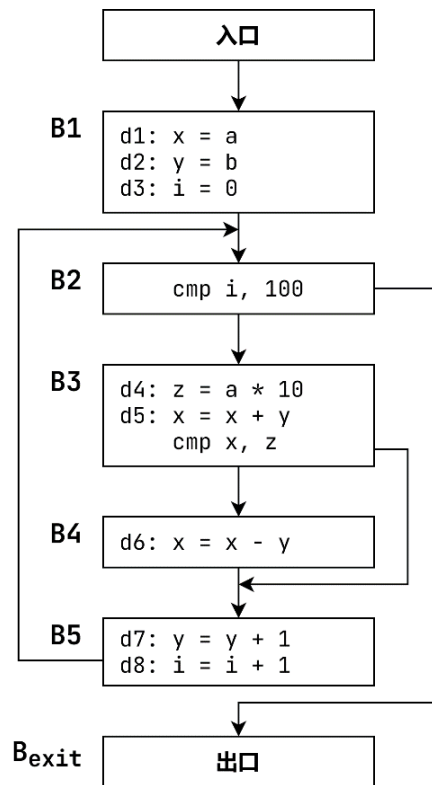 入口
B1
d1: x = a
d2: y = b
d3: i = 0
B2
cmp i, 100
B3
d4: z = a * 10
d5: x = x + y
cmp x, z
B4
d6: x = x - y
B5
d7: y = y + 1
d8: i = i + 1
Bexit
出口